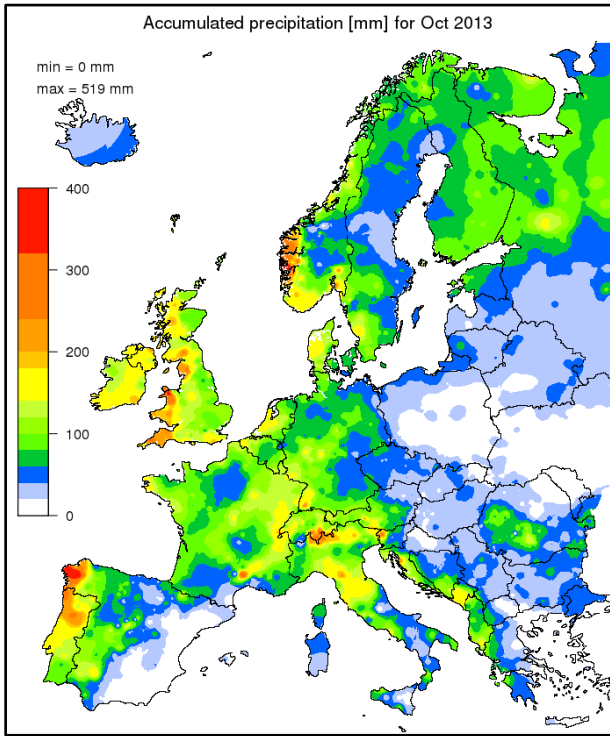 Accumulated precipitation [mm] for Oct 2013
min = 0 mm
max = 519 mm
400
300
200
100
0